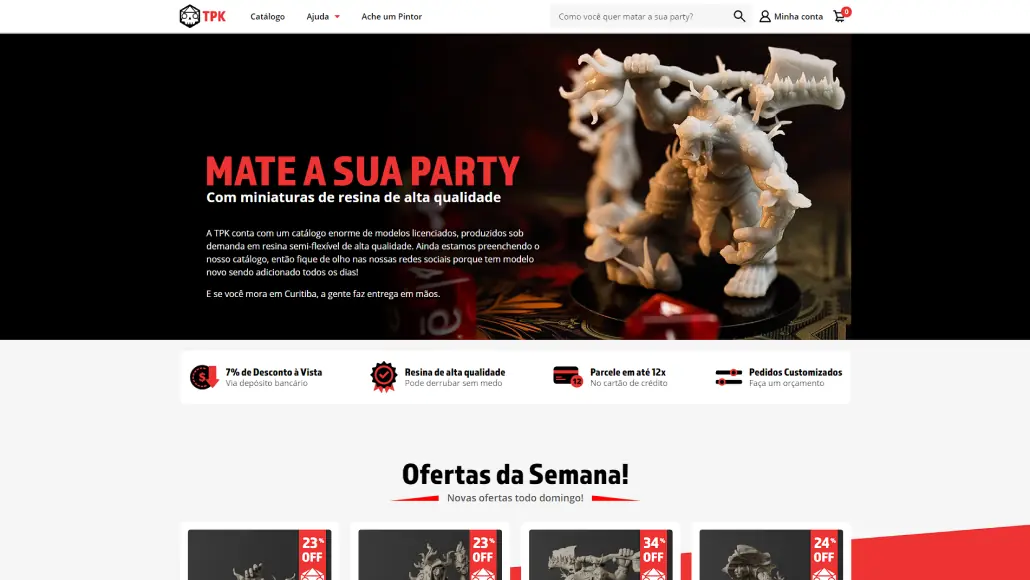 TPK
Catálogo
Ajuda
Ache um Pintor
Como você quer matar a sua party?
Minha conta
0
MATE A SUA PARTY
Com miniaturas de resina de alta qualidade
A TPK conta com um catálogo enorme de modelos licenciados, produzidos sob
demanda em resina semi-flexível de alta qualidade. Ainda estamos preenchendo o
nosso catálogo, então fique de olho nas nossas redes sociais porque tem modelo
novo sendo adicionado todos os dias!
E se você mora em Curitiba, a gente faz entrega em mãos.
$
7% de Desconto à Vista
Via depósito bancário
Resina de alta qualidade
Pode derrubar sem medo
12
Parcele em até 12x
No cartão de crédito
Pedidos Customizados
Faça um orçamento
Ofertas da Semana!
Novas ofertas todo domingo!
23%
OFF
23%
OFF
34%
OFF
24%
OFF